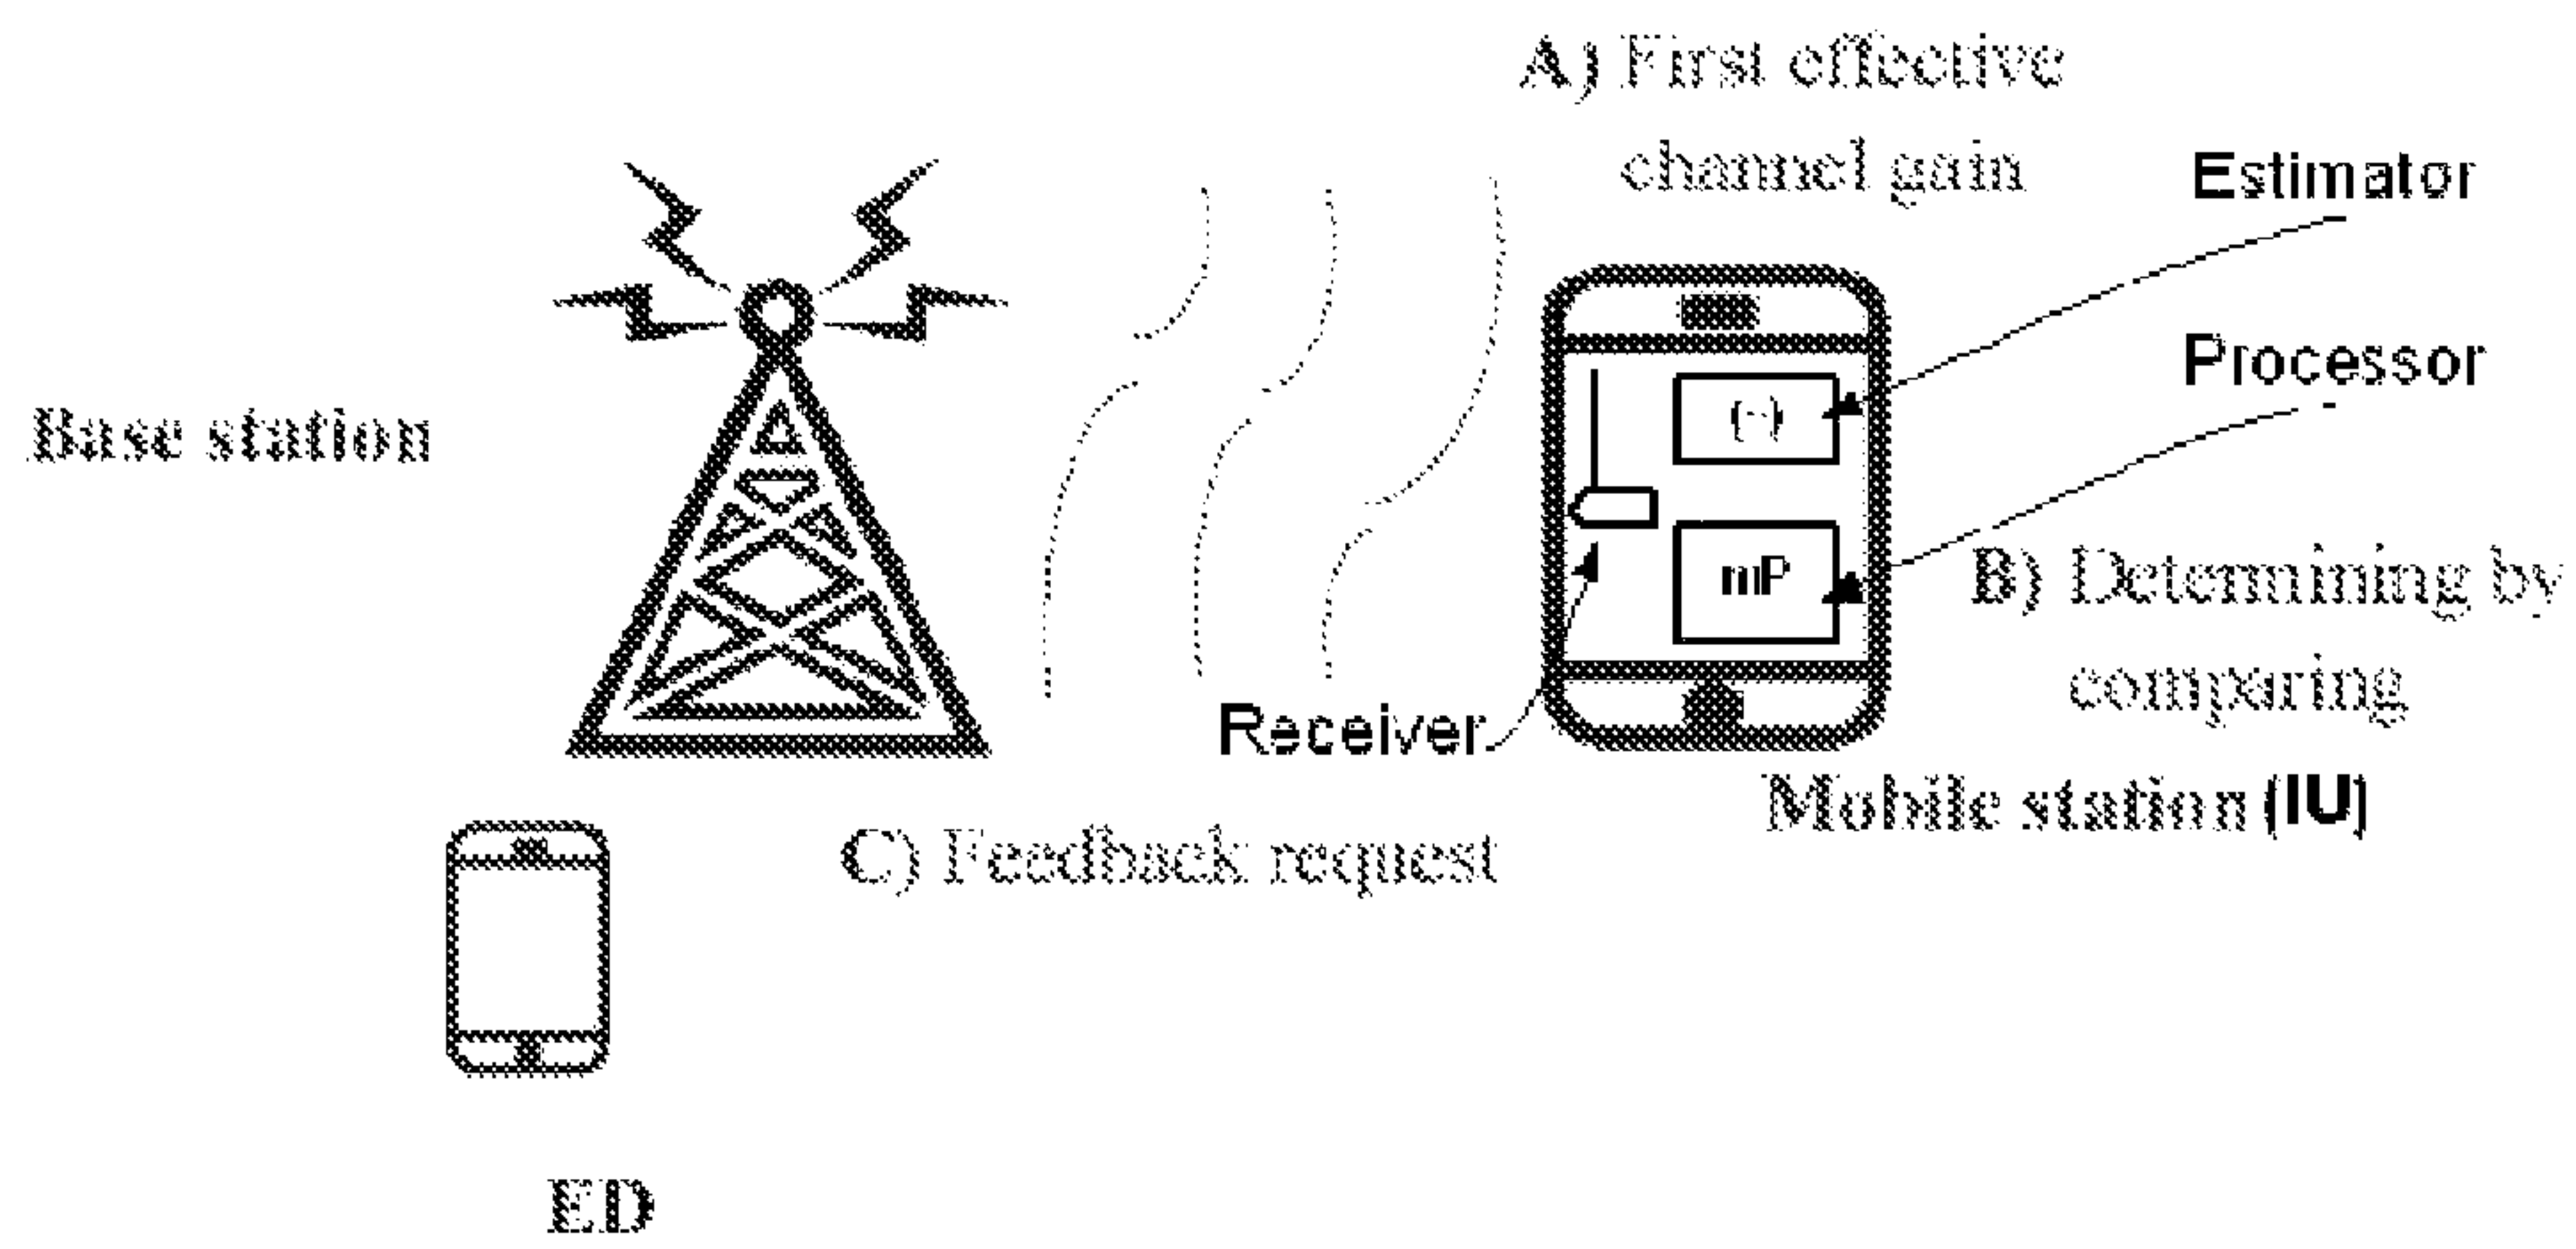 A) First effective
channel gain
Estimator
Processor
Base station
(~)
mP
B) Determining by
comparing
Receiver
Mobile station (IU)
C) Feedback request
ED